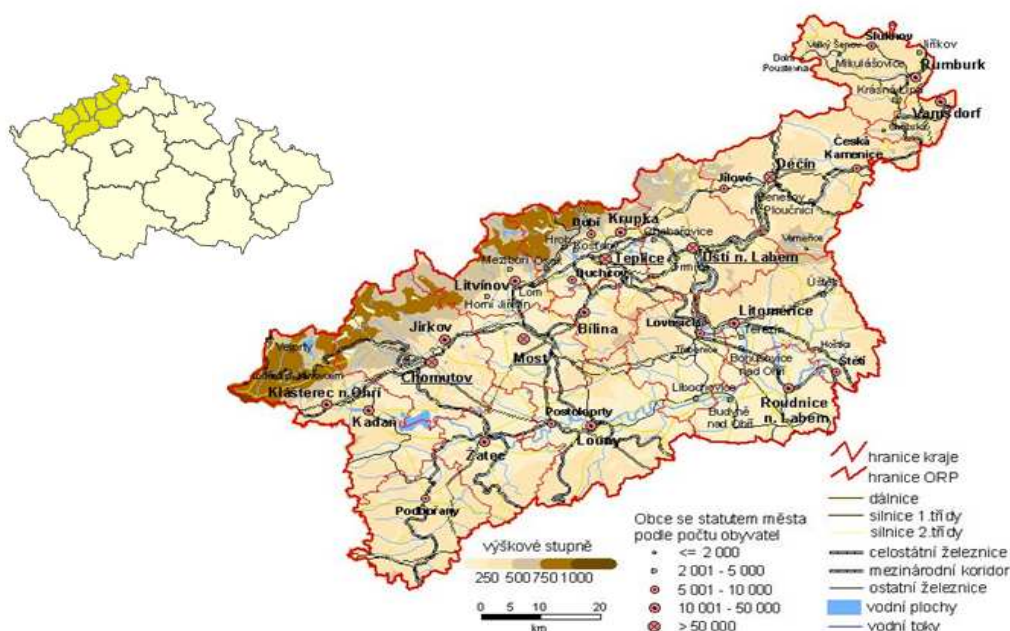 Šluknov
Velký Šenov
Jiříkov
Dolní
Poustevna
Mikulášovice
Rumburk
Krásná Lípa
Varnsdorf
Česká
Kamenice
Děčín
Jílové
Benešov
n. Ploučnicí
Dubí
Krupka
Chabařovice
Hrob
Košťany
Verneřice
Teplice
Ústí n. Labem
Meziboří
Duchcov
Litvínov
Lom
Úštěk
Horní Jiřetín
Litoměřice
Bílina
Lovosice
Terezín
Jirkov
Hoštka
Most
Třebenice
Bohušovice
nad Ohří
Štětí
Vejprty
Chomutov
Libochovice
Klášterec n.Ohří
Roudnice
n. Labem
Budyně
nad Ohří
Kadaň
Postoloprty
Louny
Žatec
Podbořany
výškové stupně
250 500 750 1000
0 5 10 20
km
Obce se statutem města
podle počtu obyvatel
<= 2 000
2 001 - 5 000
5 001 - 10 000
10 001 - 50 000
> 50 000
hranice kraje
hranice ORP
dálnice
silnice 1.třídy
silnice 2.třídy
celostátní železnice
mezinárodní koridor
ostatní železnice
vodní plochy
vodní toky